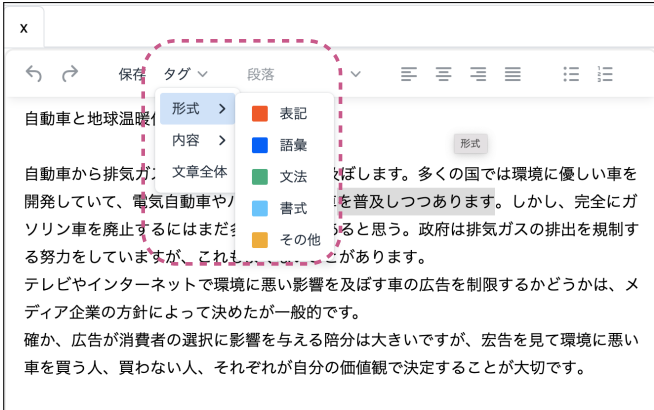 x
保存 タグ 段落
形式
内容
文章全体
表記
語彙
文法
書式
その他
形式
自動車と地球温暖
自動車から排気ガ ぼします。多くの国では環境に優しい車を
開発していて、電気自動車や を普及しつつあります。しかし、完全にガ
ソリン車を廃止するにはまだ あると思う。政府は排気ガスの排出を規制す
る努力をしていますが、これも があります。
テレビやインターネットで環境に悪い影響を及ぼす車の広告を制限するかどうかは、メ
ディア企業の方針によって決めたが一般的です。
確か、広告が消費者の選択に影響を与える陪分は大きいですが、宏告を見て環境に悪い
車を買う人、買わない人、それぞれが自分の価値観で決定することが大切です。